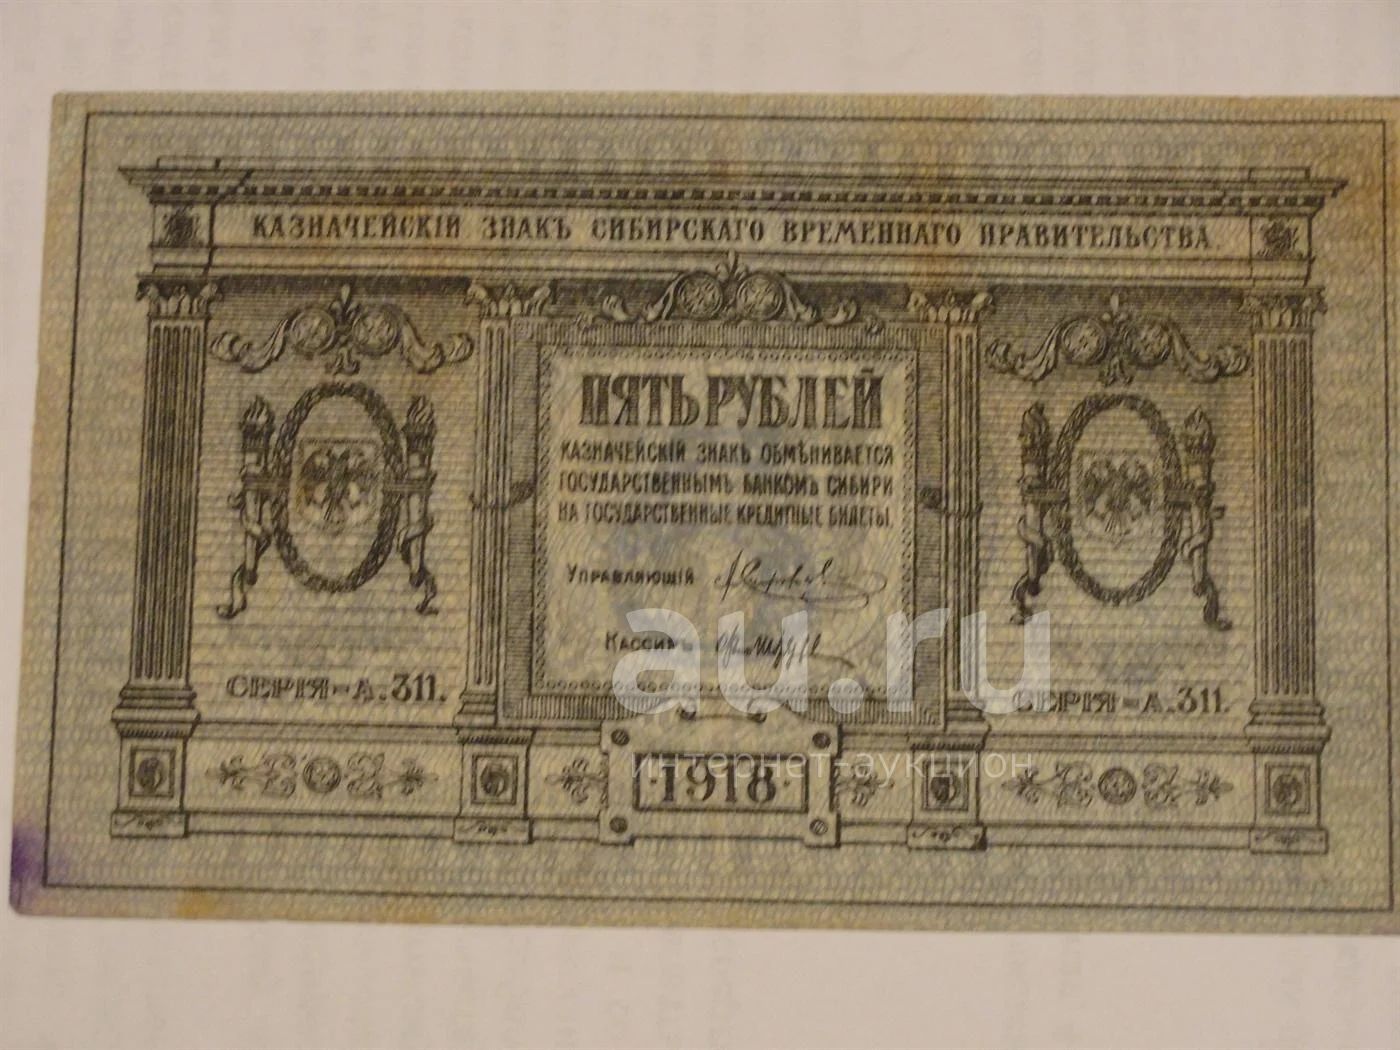 КАЗНАЧЕЙСКІЙ ЗНАКЪ СИБИРСКАГО ВРЕМЕННАГО ПРАВИТЕЛЬСТВА.
ПЯТЬ РУБЛЕЙ
КАЗНАЧЕЙСКІЙ ЗНАКЪ ОБМѢНИВАЕТСЯ
ГОСУДАРСТВЕННЫМЪ БАНКОМЪ СИБИРИ
НА ГОСУДАРСТВЕННЫЕ КРЕДИТНЫЕ БИЛЕТЫ.
УПРАВЛЯЮЩІЙ
КАССИРЪ
СЕРІЯ-А.311. СЕРІЯ-А.311.
·1918·
au.ru
интернет-аукцион